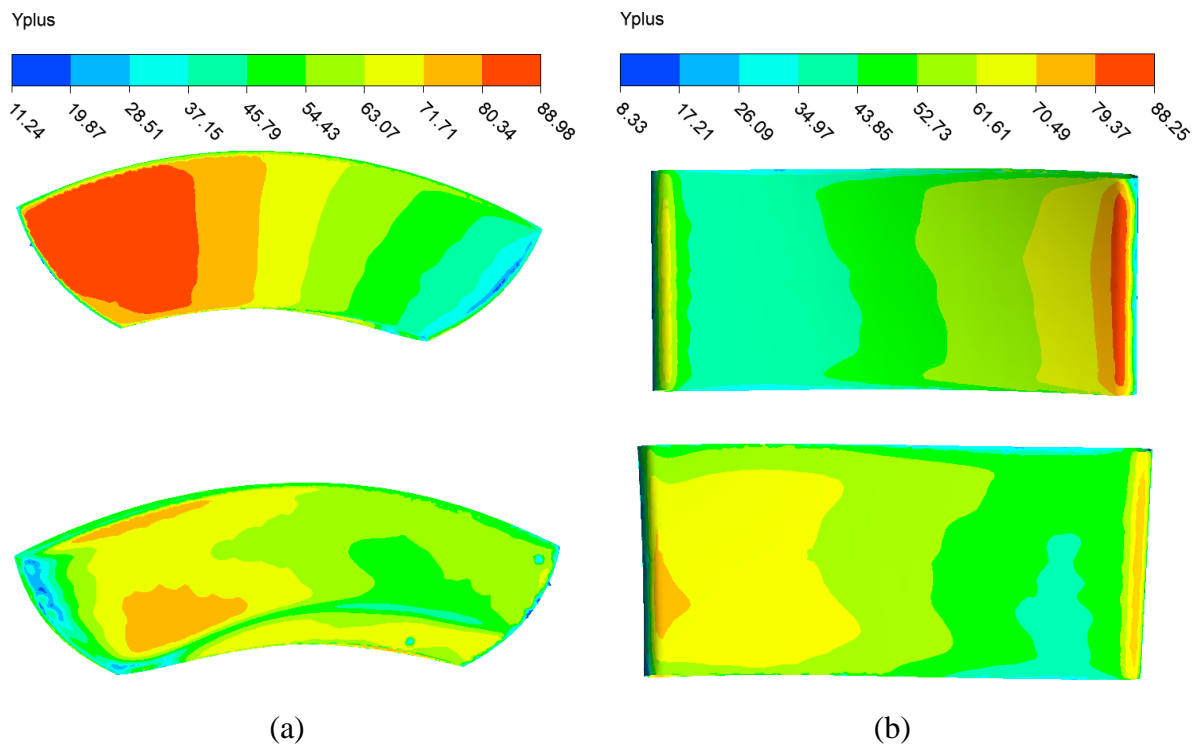 Yplus
11.24 19.87 28.51 37.15 45.79 54.43 63.07 71.71 80.34 88.98
Yplus
8.33 17.21 26.09 34.97 43.85 52.73 61.61 70.49 79.37 88.25
(a)
(b)